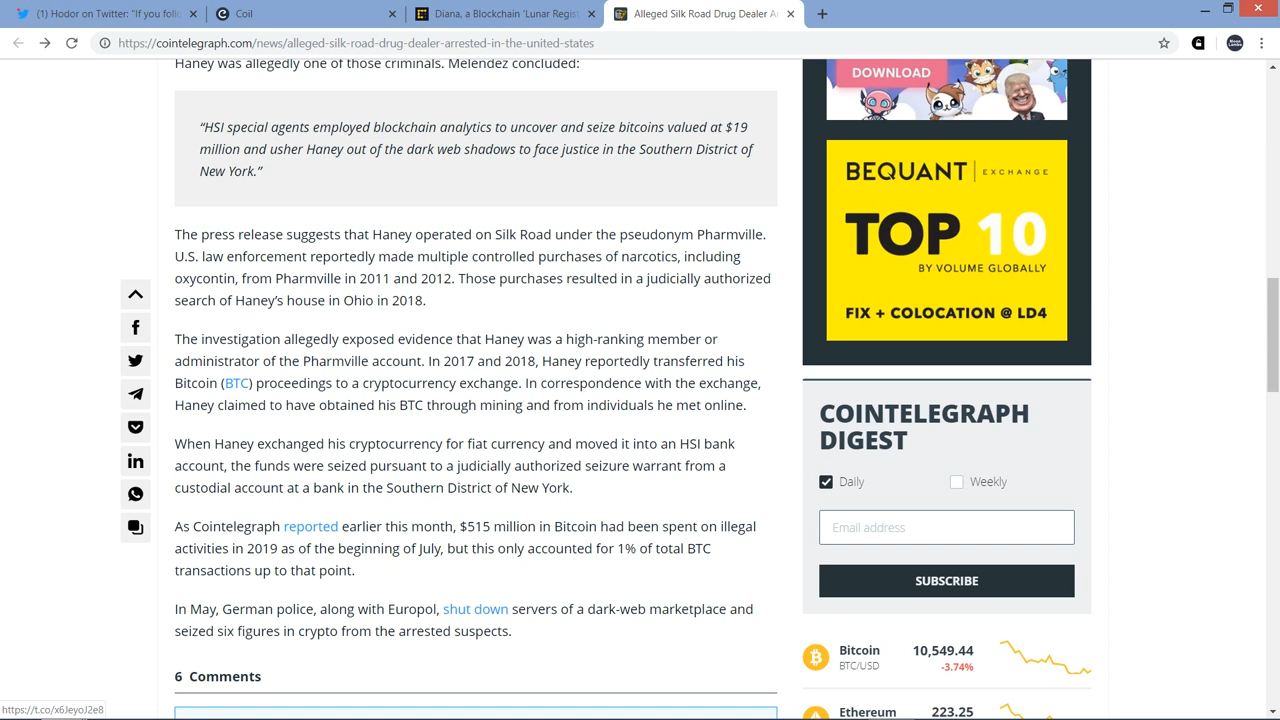 Hodor on Twitter: "If you follo
Coil
Diana, a Blockchain 'Lunar Regist
Alleged Silk Road Drug Dealer Ar
https://cointelegraph.com/news/alleged-silk-road-drug-dealer-arrested-in-the-united-states
Haney was allegedly one of those criminals. Melendez concluded:
“HSI special agents employed blockchain analytics to uncover and seize bitcoins valued at $19
million and usher Haney out of the dark web shadows to face justice in the Southern District of
New York.”
The press release suggests that Haney operated on Silk Road under the pseudonym Pharmville.
U.S. law enforcement reportedly made multiple controlled purchases of narcotics, including
oxycontin, from Pharmville in 2011 and 2012. Those purchases resulted in a judicially authorized
search of Haney’s house in Ohio in 2018.
The investigation allegedly exposed evidence that Haney was a high-ranking member or
administrator of the Pharmville account. In 2017 and 2018, Haney reportedly transferred his
Bitcoin (BTC) proceedings to a cryptocurrency exchange. In correspondence with the exchange,
Haney claimed to have obtained his BTC through mining and from individuals he met online.
When Haney exchanged his cryptocurrency for fiat currency and moved it into an HSI bank
account, the funds were seized pursuant to a judicially authorized seizure warrant from a
custodial account at a bank in the Southern District of New York.
As Cointelegraph reported earlier this month, $515 million in Bitcoin had been spent on illegal
activities in 2019 as of the beginning of July, but this only accounted for 1% of total BTC
transactions up to that point.
In May, German police, along with Europol, shut down servers of a dark-web marketplace and
seized six figures in crypto from the arrested suspects.
6 Comments
https://t.co/x6JeyoJ2e8
DOWNLOAD
BEQUANT EXCHANGE
TOP 10
BY VOLUME GLOBALLY
FIX + COLOCATION @ LD4
COINTELEGRAPH
DIGEST
Daily Weekly
Email address
SUBSCRIBE
Bitcoin 10,549.44
BTC/USD -3.74%
Ethereum 223.25